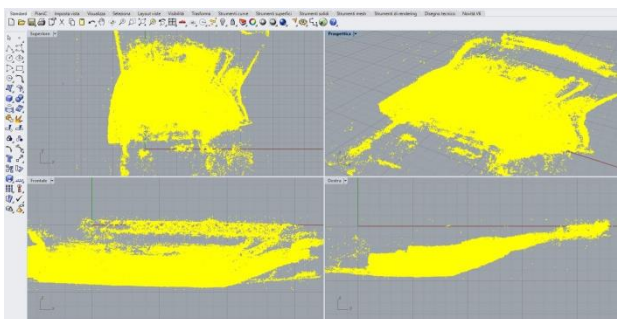 Standard PianiC Imposta vista Visualizza Seleziona Layout viste Visibilità Trasforma Strumenti curve Strumenti superfici Strumenti solidi Strumenti mesh Strumenti di rendering Disegno tecnico Novità V6
Superiore
Prospettica
Frontale
Destra